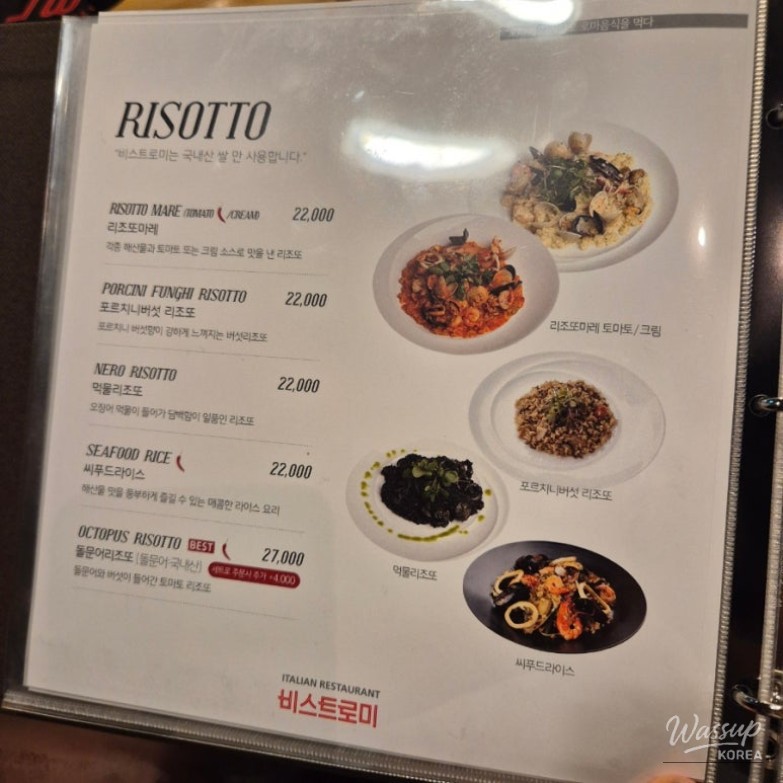 로마음식을 먹다
RISOTTO
"비스트로미는 국내산 쌀 만 사용합니다."
RISOTTO MARE (TOMATO /CREAM) 22,000
리조또마레
각종 해산물과 토마토 또는 크림 소스로 맛을 낸 리조또
PORCINI FUNGHI RISOTTO 22,000
포르치니버섯 리조또
포르치니 버섯향이 강하게 느껴지는 버섯리조또
NERO RISOTTO 22,000
먹물리조또
오징어 먹물이 들어가 담백함이 일품인 리조또
SEAFOOD RICE 22,000
씨푸드라이스
해산물 맛을 풍부하게 즐길 수 있는 매콤한 라이스 요리
OCTOPUS RISOTTO BEST 27,000
돌문어리조또 (돌문어-국내산) 세트로 주문시 추가 +4,000
돌문어와 버섯이 들어간 토마토 리조또
리조또마레 토마토/크림
포르치니버섯 리조또
먹물리조또
씨푸드라이스
ITALIAN RESTAURANT
비스트로미
Wassup
KOREA